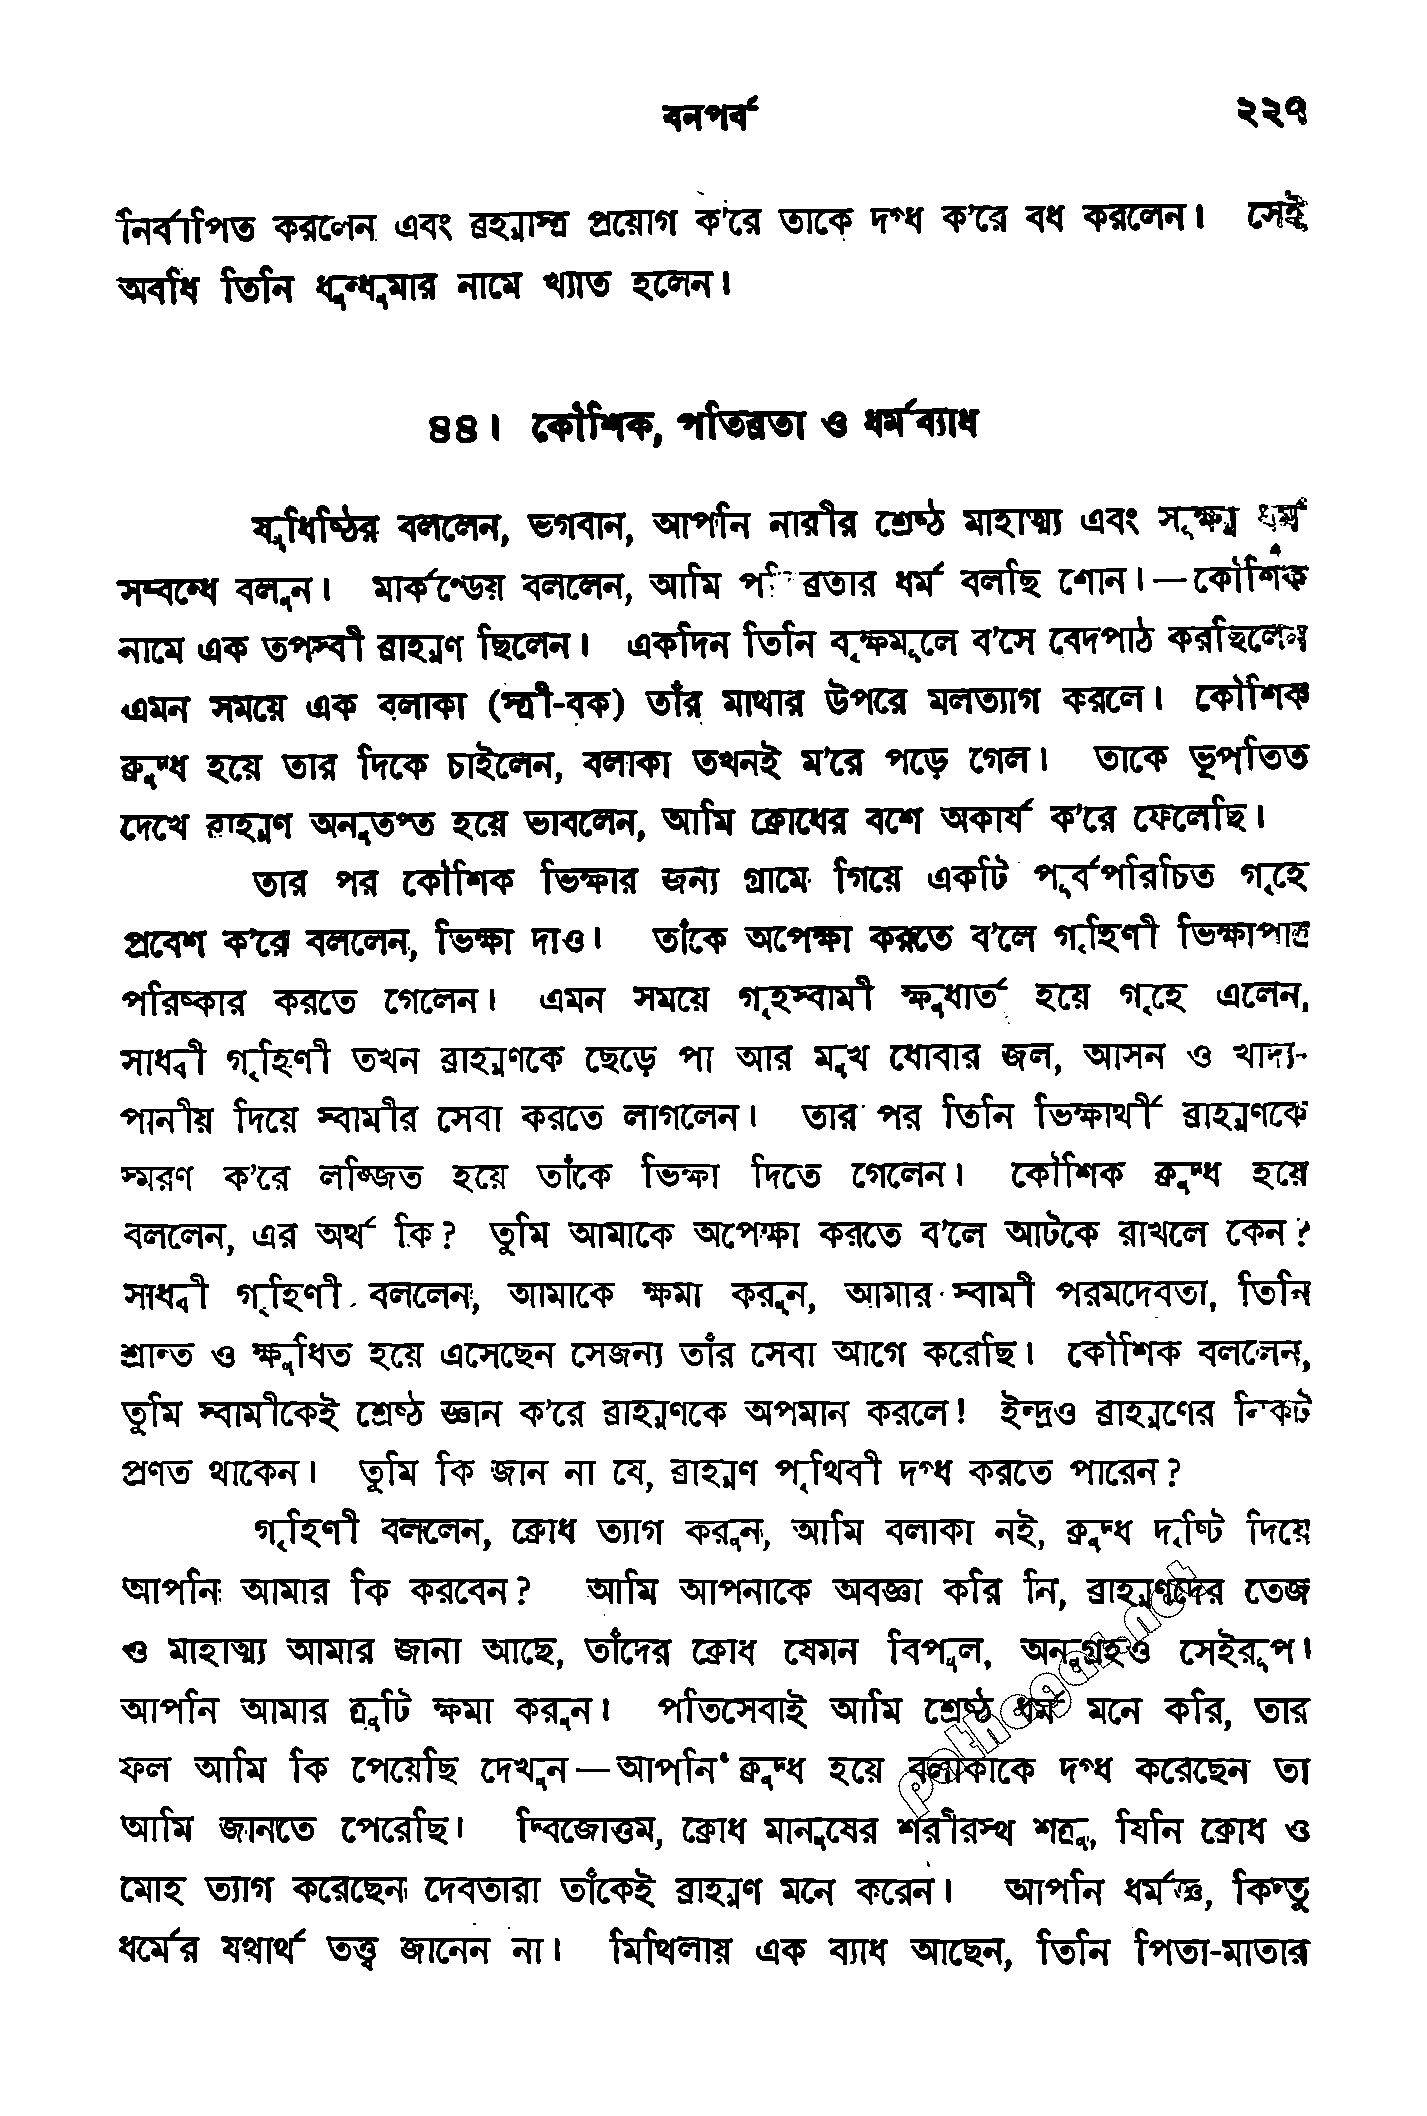 বনপর্ব ২২৭
নির্বাপিত করলেন এবং ব্রহ্মাস্ত্র প্রয়োগ ক'রে তাকে দগ্ধ ক'রে বধ করলেন। সেই
অবধি তিনি ধুন্ধুমার নামে খ্যাত হলেন।
৪৪। কৌশিক, পতিব্রতা ও ধর্মব্যাধ
যুধিষ্ঠির বললেন, ভগবান, আপনি নারীর শ্রেষ্ঠ মাহাত্ম্য এবং সূক্ষ্ম ধর্ম
সম্বন্ধে বলুন। মার্কণ্ডেয় বললেন, আমি পতিব্রতার ধর্ম বলছি শোন।—কৌশিক
নামে এক তপস্বী ব্রাহ্মণ ছিলেন। একদিন তিনি বৃক্ষমূলে ব'সে বেদপাঠ করছিলেন
এমন সময়ে এক বলাকা (স্ত্রী-বক) তাঁর মাথার উপরে মলত্যাগ করলে। কৌশিক
ক্রুদ্ধ হয়ে তার দিকে চাইলেন, বলাকা তখনই ম'রে পড়ে গেল। তাকে ভূপতিত
দেখে ব্রাহ্মণ অনুতপ্ত হয়ে ভাবলেন, আমি ক্রোধের বশে অকার্য ক'রে ফেলেছি।
তার পর কৌশিক ভিক্ষার জন্য গ্রামে গিয়ে একটি পূর্বপরিচিত গৃহে
প্রবেশ ক'রে বললেন, ভিক্ষা দাও। তাঁকে অপেক্ষা করতে ব'লে গৃহিণী ভিক্ষাপাত্র
পরিষ্কার করতে গেলেন। এমন সময়ে গৃহস্বামী ক্ষুধার্ত হয়ে গৃহে এলেন,
সাধ্বী গৃহিণী তখন ব্রাহ্মণকে ছেড়ে পা আর মুখ ধোবার জল, আসন ও খাদ্য-
পানীয় দিয়ে স্বামীর সেবা করতে লাগলেন। তার পর তিনি ভিক্ষার্থী ব্রাহ্মণকে
স্মরণ ক'রে লজ্জিত হয়ে তাঁকে ভিক্ষা দিতে গেলেন। কৌশিক ক্রুদ্ধ হয়ে
বললেন, এর অর্থ কি? তুমি আমাকে অপেক্ষা করতে ব'লে আটকে রাখলে কেন?
সাধ্বী গৃহিণী বললেন, আমাকে ক্ষমা করুন, আমার স্বামী পরমদেবতা, তিনি
শ্রান্ত ও ক্ষুধিত হয়ে এসেছেন সেজন্য তাঁর সেবা আগে করেছি। কৌশিক বললেন,
তুমি স্বামীকেই শ্রেষ্ঠ জ্ঞান ক'রে ব্রাহ্মণকে অপমান করলে! ইন্দ্রও ব্রাহ্মণের নিকট
প্রণত থাকেন। তুমি কি জান না যে, ব্রাহ্মণ পৃথিবী দগ্ধ করতে পারেন?
গৃহিণী বললেন, ক্রোধ ত্যাগ করুন, আমি বলাকা নই, ক্রুদ্ধ দৃষ্টি দিয়ে
আপনি আমার কি করবেন? আমি আপনাকে অবজ্ঞা করি নি, ব্রাহ্মণদের তেজ
ও মাহাত্ম্য আমার জানা আছে, তাঁদের ক্রোধ যেমন বিপুল, অনুগ্রহও সেইরূপ।
আপনি আমার ত্রুটি ক্ষমা করুন। পতিসেবাই আমি শ্রেষ্ঠ ধর্ম মনে করি, তার
ফল আমি কি পেয়েছি দেখুন—আপনি ক্রুদ্ধ হয়ে বলাকাকে দগ্ধ করেছেন তা
আমি জানতে পেরেছি। দ্বিজোত্তম, ক্রোধ মানুষের শরীরস্থ শত্রু, যিনি ক্রোধ ও
মোহ ত্যাগ করেছেন দেবতারা তাঁকেই ব্রাহ্মণ মনে করেন। আপনি ধর্মজ্ঞ, কিন্তু
ধর্মের যথার্থ তত্ত্ব জানেন না। মিথিলায় এক ব্যাধ আছেন, তিনি পিতা-মাতার
pathagar.net